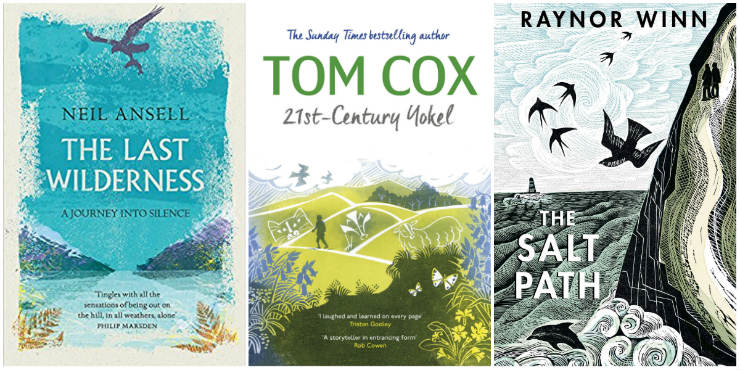 NEIL ANSELL
THE LAST
WILDERNESS
A JOURNEY INTO SILENCE
'Tingles with all the
sensations of being out on
the hill, in all weathers, alone'
PHILIP MARSDEN
The Sunday Times bestselling author
TOM COX
21st-Century Yokel
'I laughed and learned on every page'
Tristan Gooley
'A storyteller in entrancing form'
Rob Cowen
RAYNOR WINN
THE
SALT
PATH